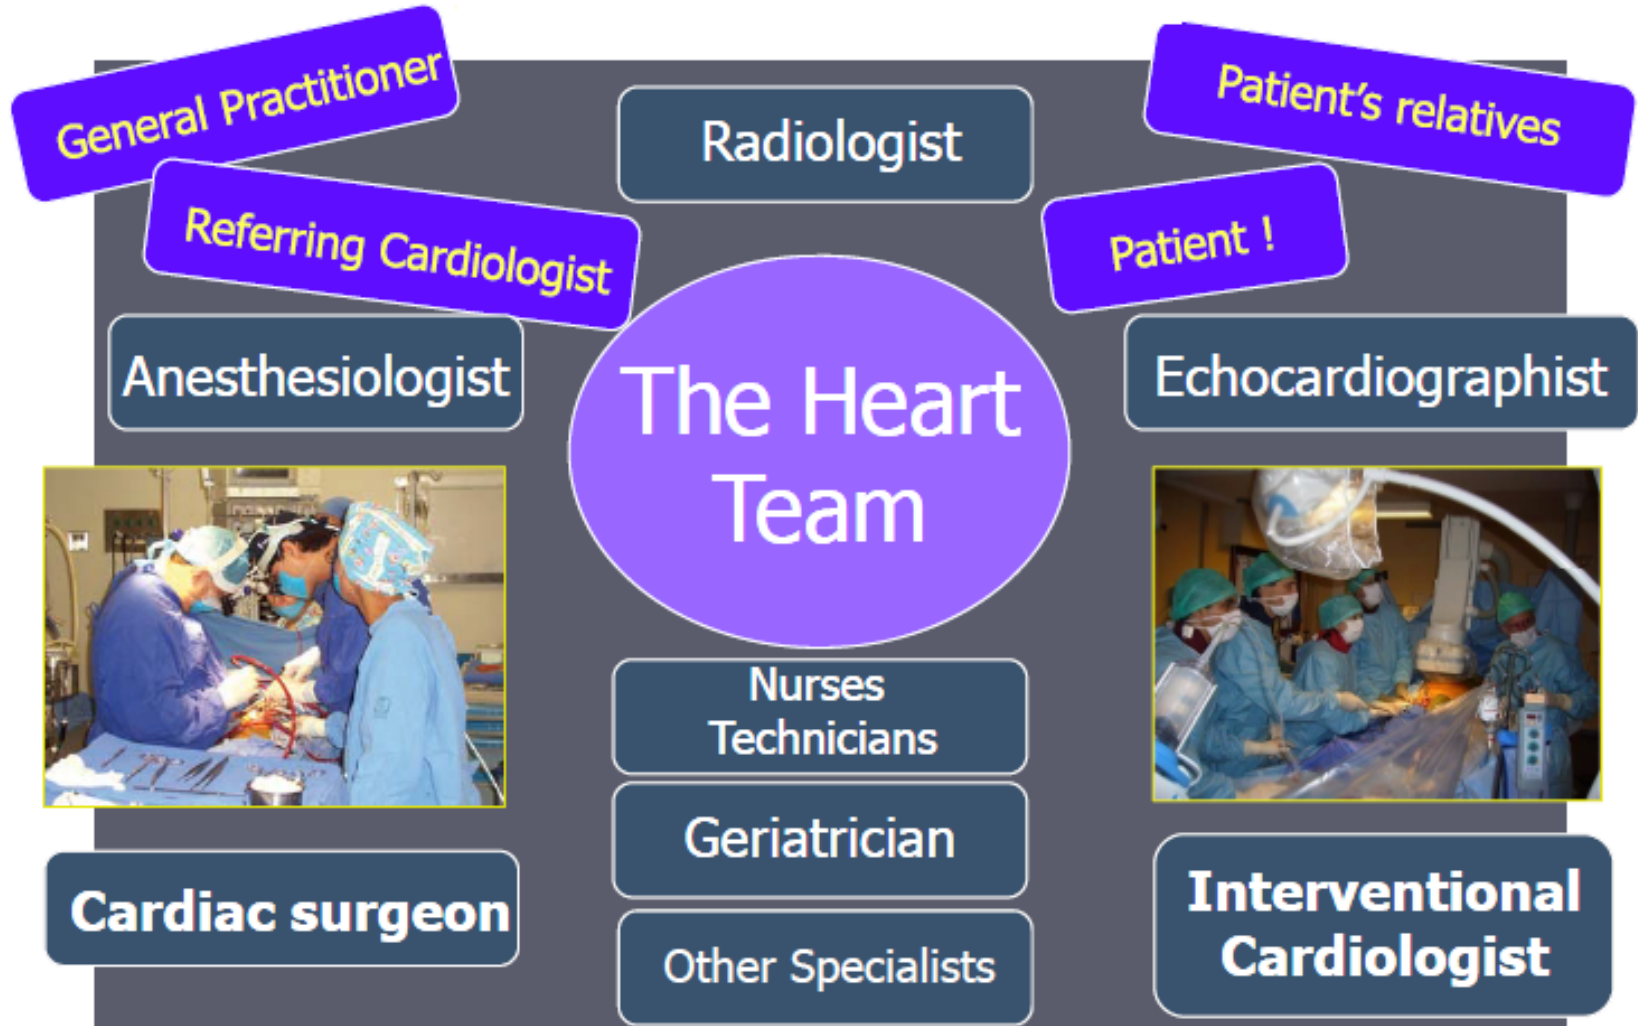 General Practitioner
Radiologist
Patient's relatives
Referring Cardiologist
Patient !
Anesthesiologist
The Heart
Team
Echocardiographist
Nurses
Technicians
Geriatrician
Cardiac surgeon
Interventional
Cardiologist
Other Specialists